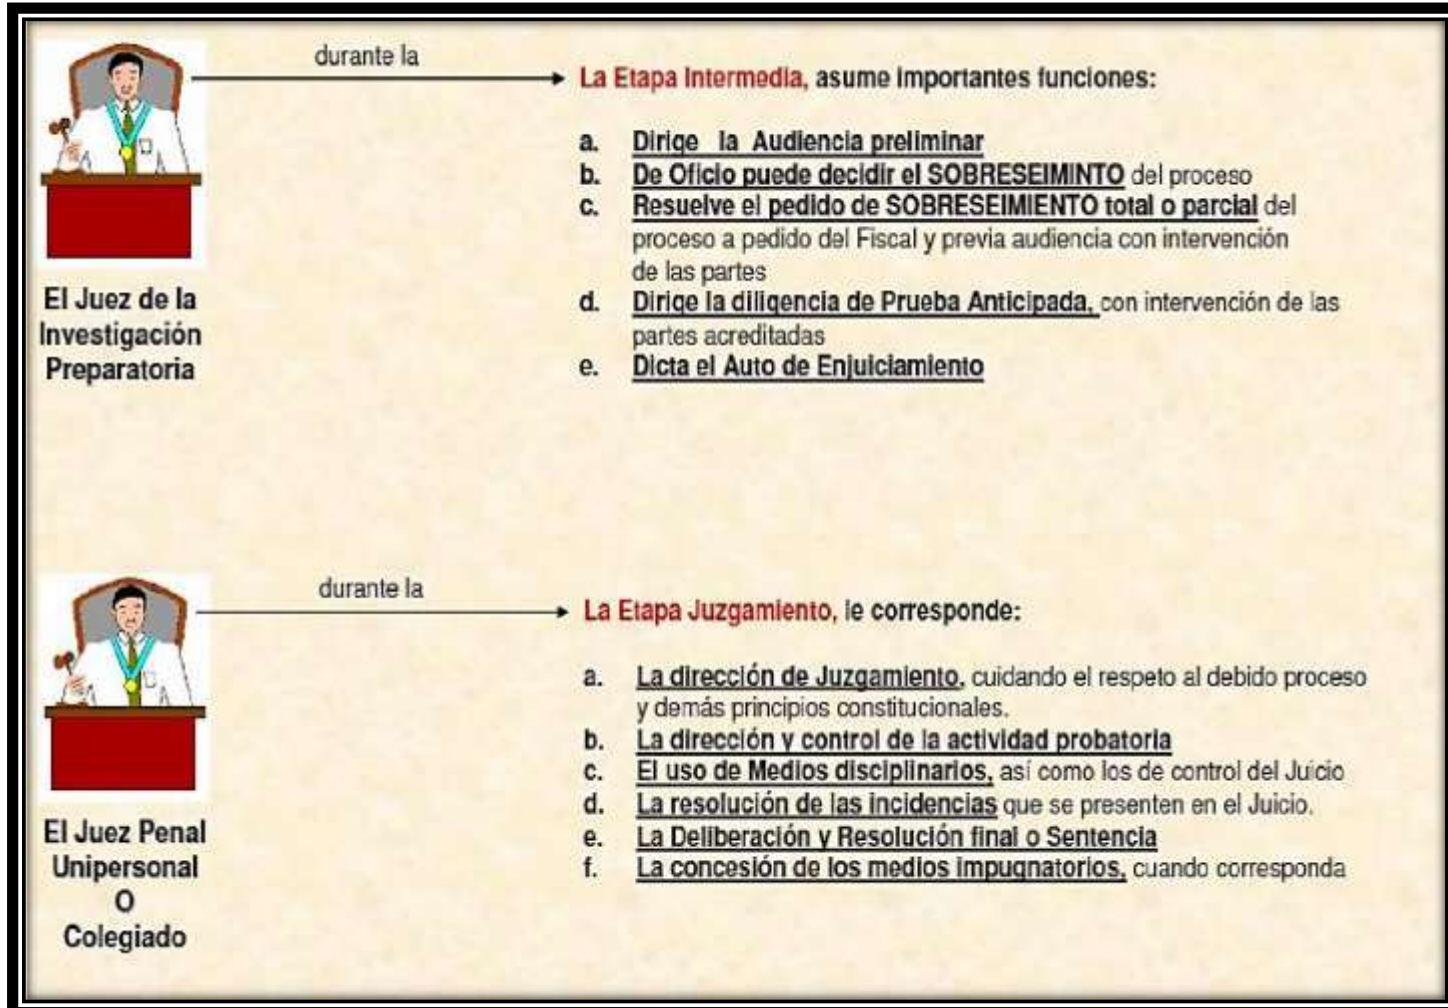 durante la
La Etapa Intermedia, asume importantes funciones:
a. Dirige la Audiencia preliminar
b. De Oficio puede decidir el SOBRESEIMINTO del proceso
c. Resuelve el pedido de SOBRESEIMIENTO total o parcial del
proceso a pedido del Fiscal y previa audiencia con intervención
de las partes
d. Dirige la diligencia de Prueba Anticipada, con intervención de las
partes acreditadas
e. Dicta el Auto de Enjuiciamiento
El Juez de la
Investigación
Preparatoria
durante la
La Etapa Juzgamiento, le corresponde:
a. La dirección de Juzgamiento, cuidando el respeto al debido proceso
y demás principios constitucionales.
b. La dirección y control de la actividad probatoria
c. El uso de Medios disciplinarios, así como los de control del Juicio
d. La resolución de las incidencias que se presenten en el Juicio.
e. La Deliberación y Resolución final o Sentencia
f. La concesión de los medios impugnatorios, cuando corresponda
El Juez Penal
Unipersonal
O
Colegiado